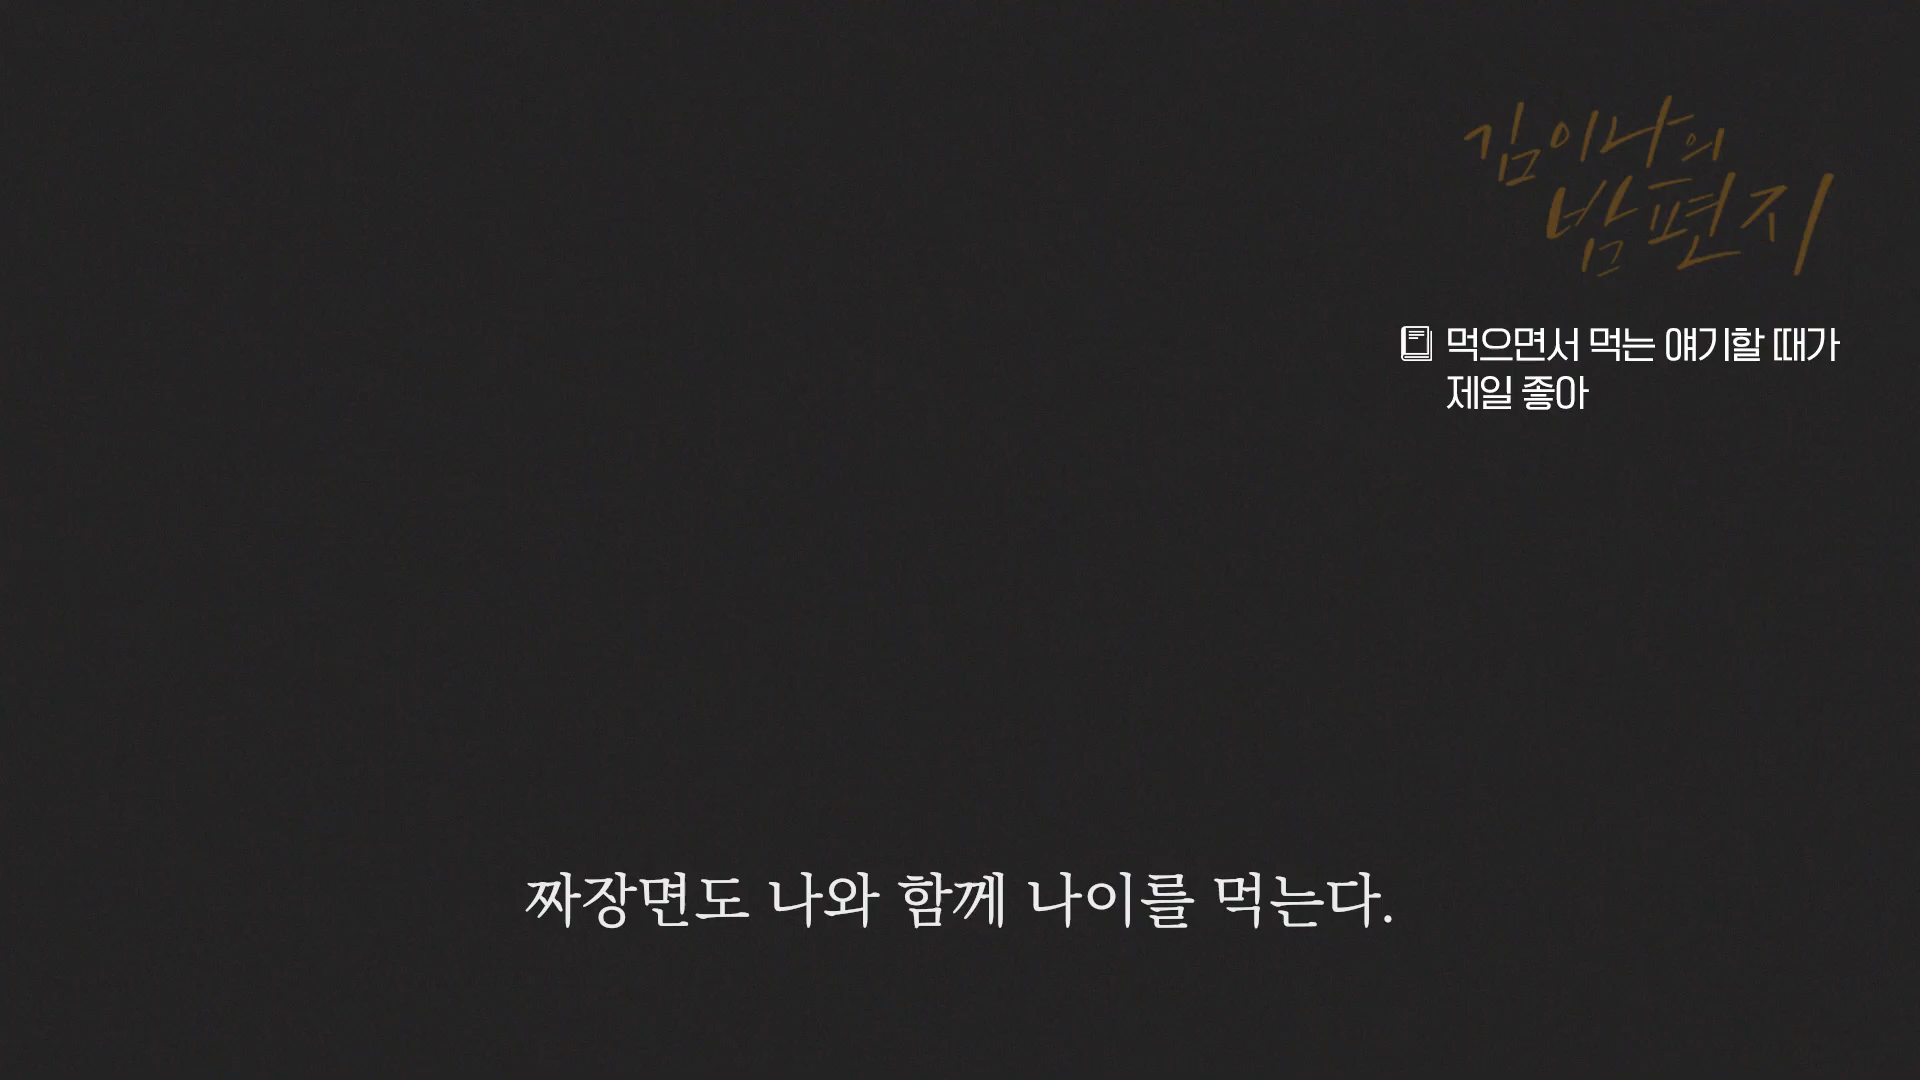 김이나의
밤편지
먹으면서 먹는 얘기할 때가
제일 좋아
짜장면도 나와 함께 나이를 먹는다.